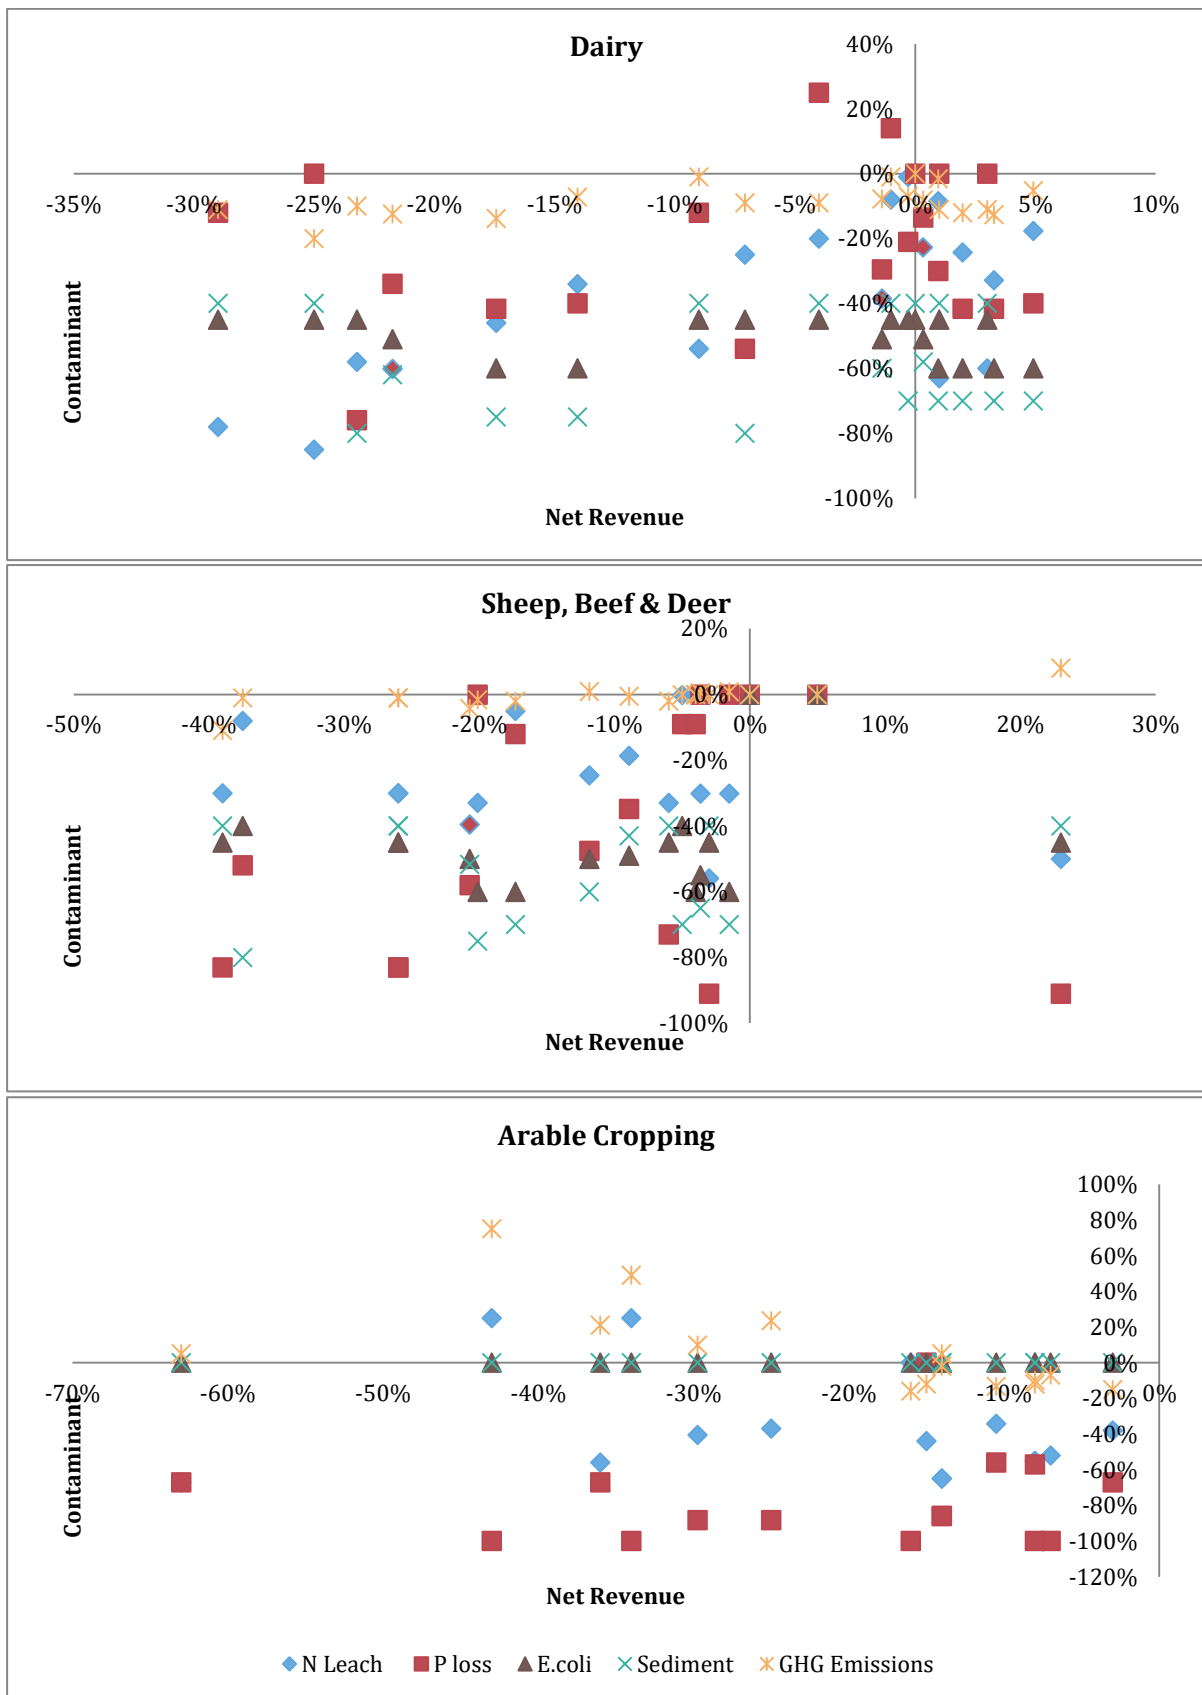 Dairy
40%
20%
0%
-35% -30% -25% -20% -15% -10% -5% 0% 5% 10%
-20%
-40%
-60%
-80%
-100%
Contaminant
Net Revenue
Sheep, Beef & Deer
20%
0%
-50% -40% -30% -20% -10% 0% 10% 20% 30%
-20%
-40%
-60%
-80%
-100%
Contaminant
Net Revenue
Arable Cropping
100%
80%
60%
40%
20%
0%
-70% -60% -50% -40% -30% -20% -10% 0%
-20%
-40%
-60%
-80%
-100%
-120%
Contaminant
Net Revenue
N Leach P loss E.coli Sediment GHG Emissions